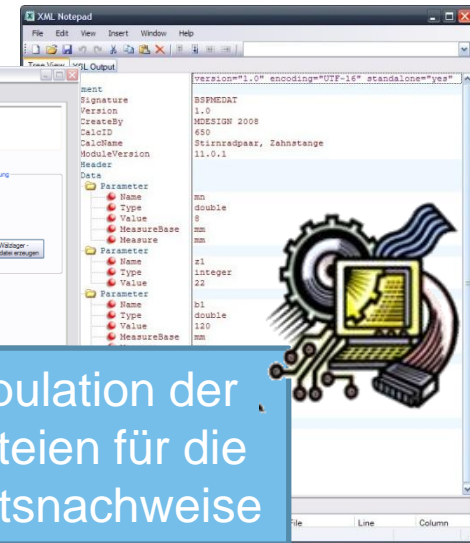 XML Notepad
File Edit View Insert Window Help
Tree View XSL Output
version="1.0" encoding="UTF-16" standalone="yes"
ment
Signature BSPMEDAT
Version 1.0
CreateBy MDESIGN 2008
CalcID 650
CalcName Stirnradpaar, Zahnstange
ModuleVersion 11.0.1
Header
Data
Parameter
Name mn
Type double
Value 8
MeasureBase mm
Measure mm
Parameter
Name z1
Type integer
Value 22
Parameter
Name b1
Type double
Value 120
MeasureBase mm
ung
Wälzlager -
datei erzeugen
pulation der
teien für die
tsnachweise
File Line Column